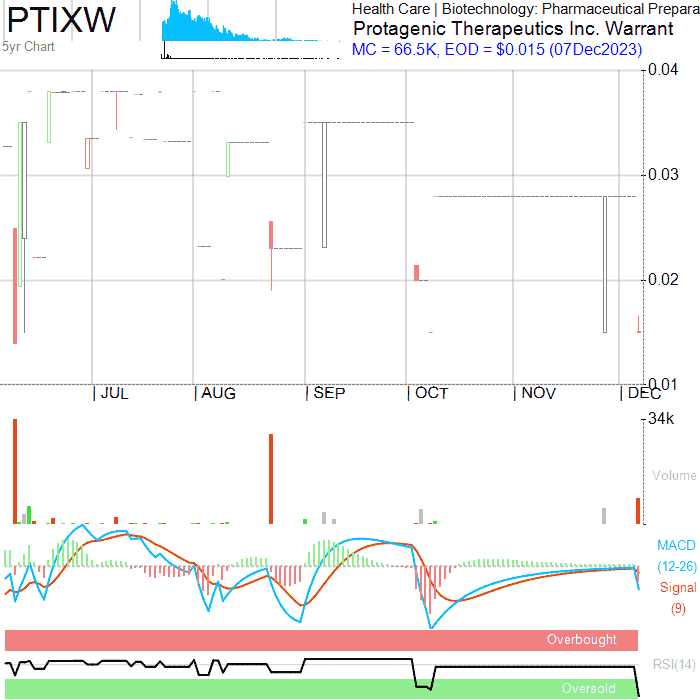 PTIXW
5yr Chart
Health Care | Biotechnology: Pharmaceutical Prepara
Protagenic Therapeutics Inc. Warrant
MC = 66.5K, EOD = $0.015 (07Dec2023)
0.04
0.03
0.02
0.01
JUL AUG SEP OCT NOV DEC
34k
Volume
MACD
(12-26)
Signal
(9)
Overbought
RSI(14)
Oversold